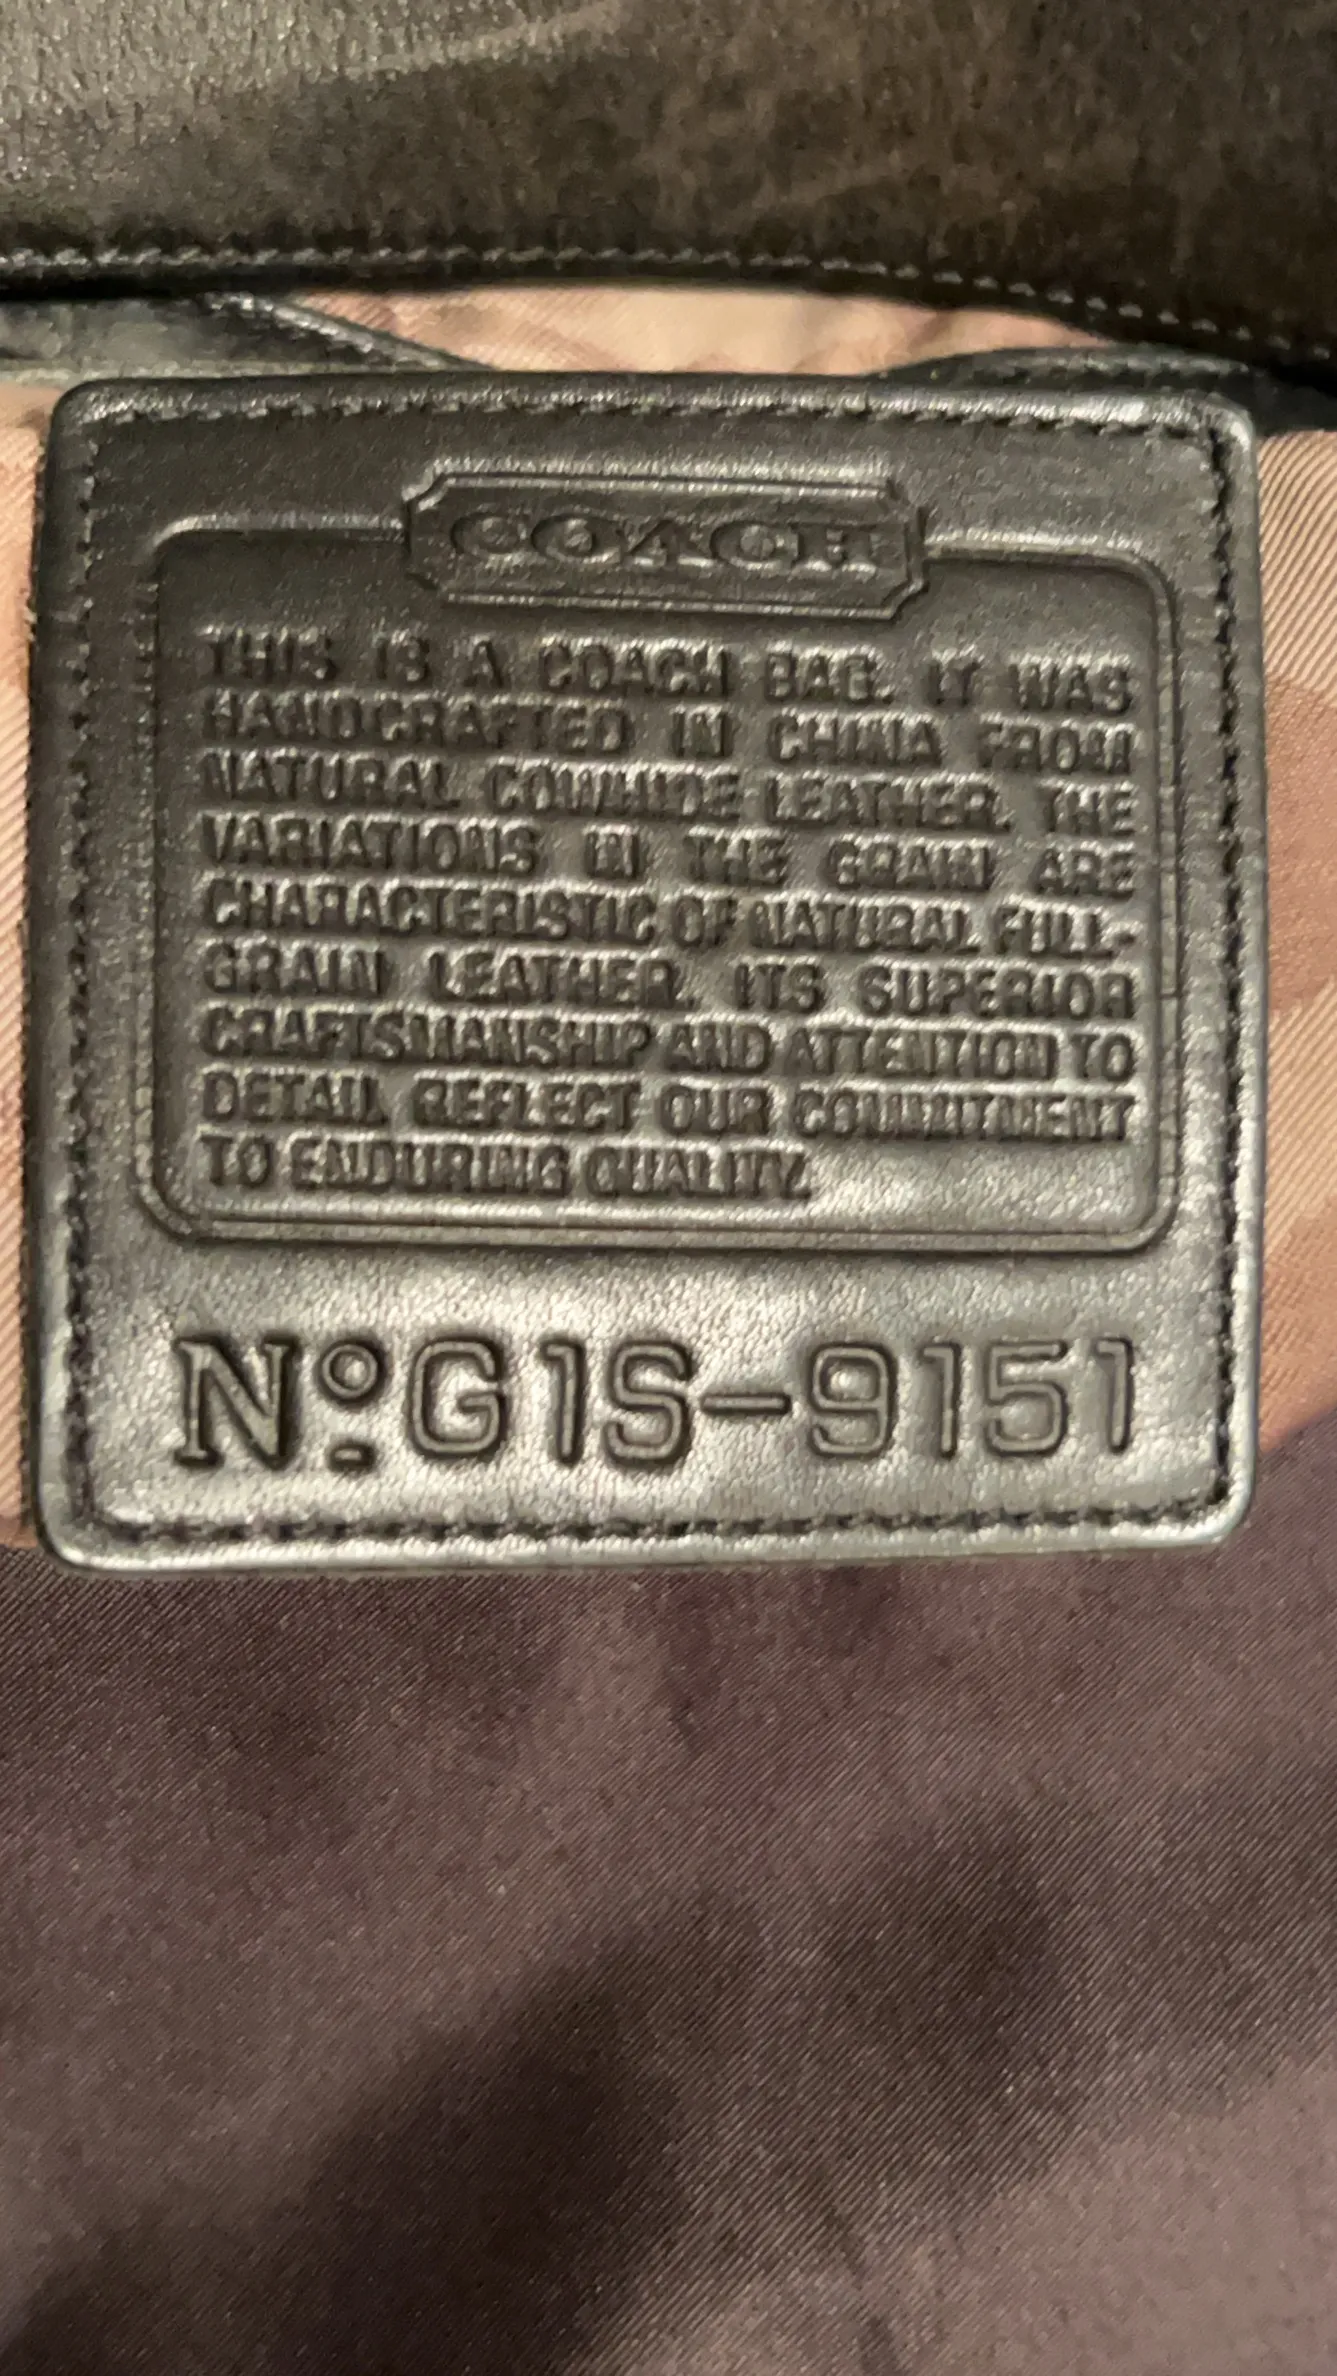 COACH
THIS IS A COACH BAG. IT WAS
HANDCRAFTED IN CHINA FROM
NATURAL COWHIDE LEATHER. THE
VARIATIONS IN THE GRAIN ARE
CHARACTERISTIC OF NATURAL FULL-
GRAIN LEATHER. ITS SUPERIOR
CRAFTSMANSHIP AND ATTENTION TO
DETAIL REFLECT OUR COMMITMENT
TO ENDURING QUALITY.
Nº G1S-9151